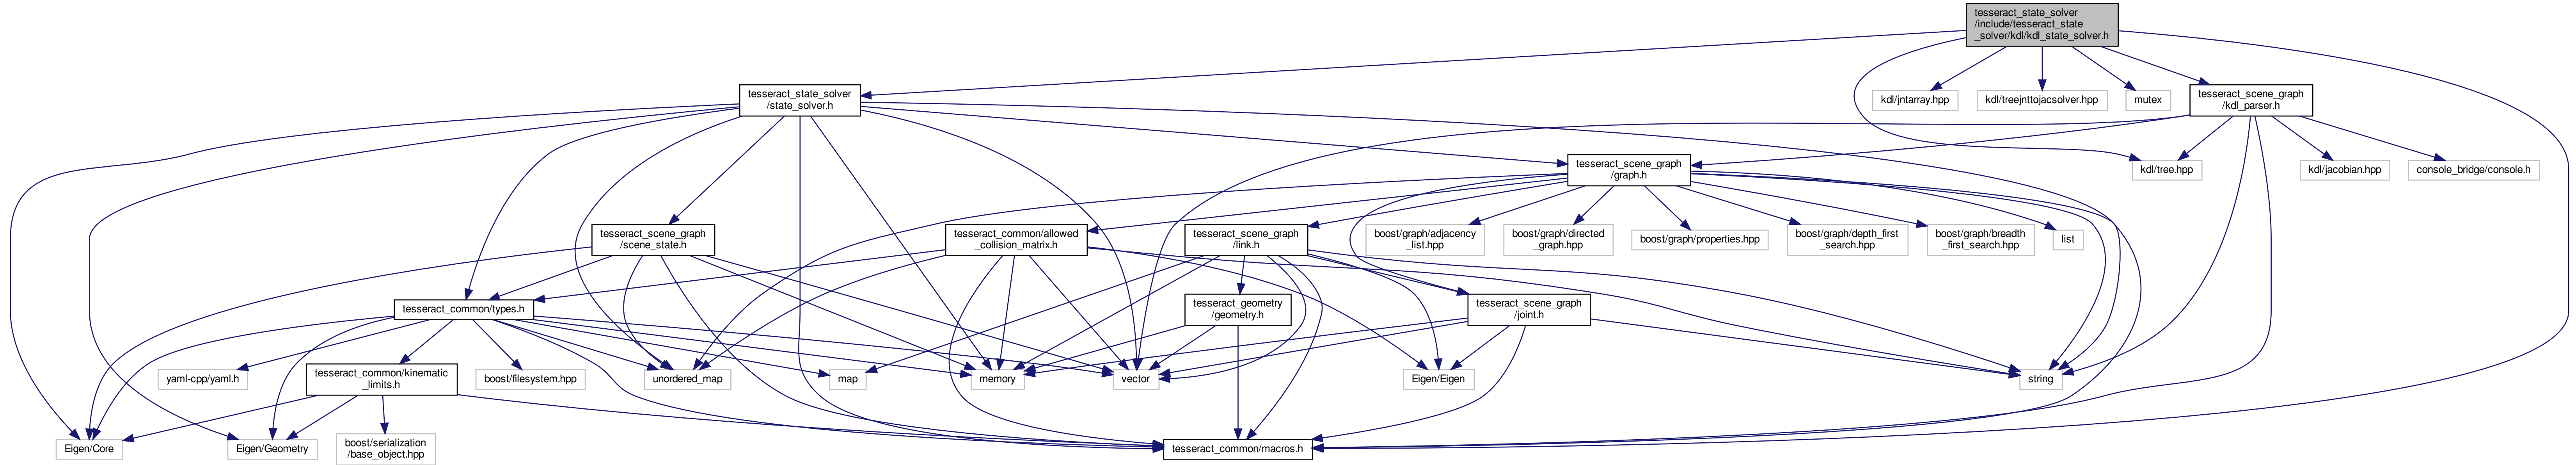 tesseract_state_solver
/include/tesseract_state
_solver/kdl/kdl_state_solver.h
tesseract_state_solver
/state_solver.h
kdl/jntarray.hpp
kdl/treejnttojacsolver.hpp
mutex
tesseract_scene_graph
/kdl_parser.h
tesseract_scene_graph
/graph.h
kdl/tree.hpp
kdl/jacobian.hpp
console_bridge/console.h
tesseract_scene_graph
/scene_state.h
tesseract_common/allowed
_collision_matrix.h
tesseract_scene_graph
/link.h
boost/graph/adjacency
_list.hpp
boost/graph/directed
_graph.hpp
boost/graph/properties.hpp
boost/graph/depth_first
_search.hpp
boost/graph/breadth
_first_search.hpp
list
tesseract_common/types.h
tesseract_geometry
/geometry.h
tesseract_scene_graph
/joint.h
yaml-cpp/yaml.h
tesseract_common/kinematic
_limits.h
boost/filesystem.hpp
unordered_map
map
memory
vector
Eigen/Eigen
string
Eigen/Core
Eigen/Geometry
boost/serialization
/base_object.hpp
tesseract_common/macros.h